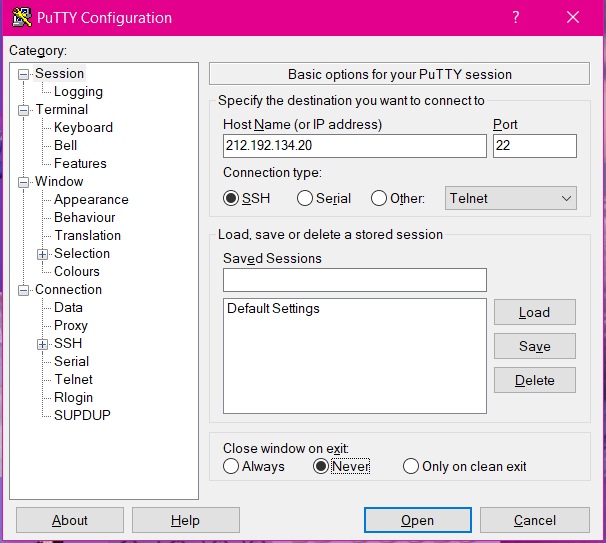 PuTTY Configuration
Category:
Session
Logging
Terminal
Keyboard
Bell
Features
Window
Appearance
Behaviour
Translation
Selection
Colours
Connection
Data
Proxy
SSH
Serial
Telnet
Rlogin
SUPDUP
Basic options for your PuTTY session
Specify the destination you want to connect to
Host Name (or IP address) Port
212.192.134.20 22
Connection type:
SSH Serial Other: Telnet
Load, save or delete a stored session
Saved Sessions
Default Settings
Load
Save
Delete
Close window on exit:
Always Never Only on clean exit
About Help Open Cancel